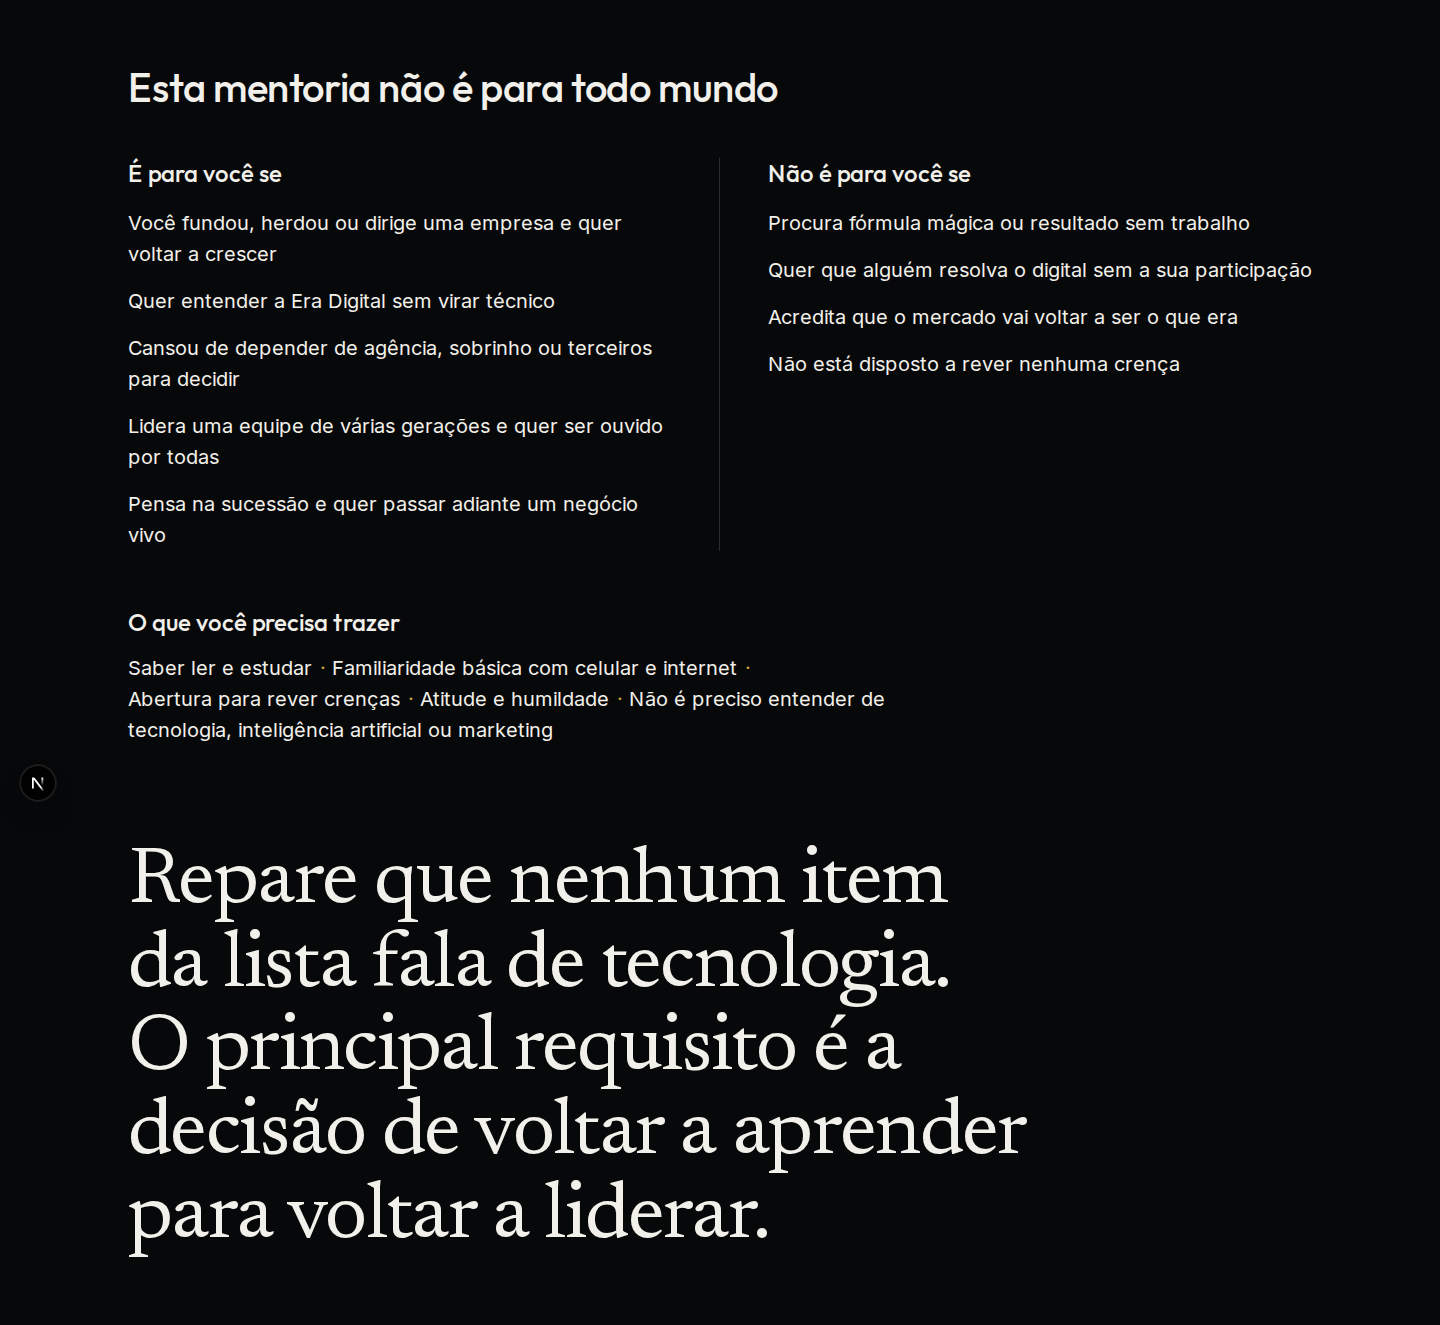 Esta mentoria não é para todo mundo
É para você se
Você fundou, herdou ou dirige uma empresa e quer
voltar a crescer
Quer entender a Era Digital sem virar técnico
Cansou de depender de agência, sobrinho ou terceiros
para decidir
Lidera uma equipe de várias gerações e quer ser ouvido
por todas
Pensa na sucessão e quer passar adiante um negócio
vivo
Não é para você se
Procura fórmula mágica ou resultado sem trabalho
Quer que alguém resolva o digital sem a sua participação
Acredita que o mercado vai voltar a ser o que era
Não está disposto a rever nenhuma crença
O que você precisa trazer
Saber ler e estudar · Familiaridade básica com celular e internet ·
Abertura para rever crenças · Atitude e humildade · Não é preciso entender de
tecnologia, inteligência artificial ou marketing
N
Repare que nenhum item
da lista fala de tecnologia.
O principal requisito é a
decisão de voltar a aprender
para voltar a liderar.